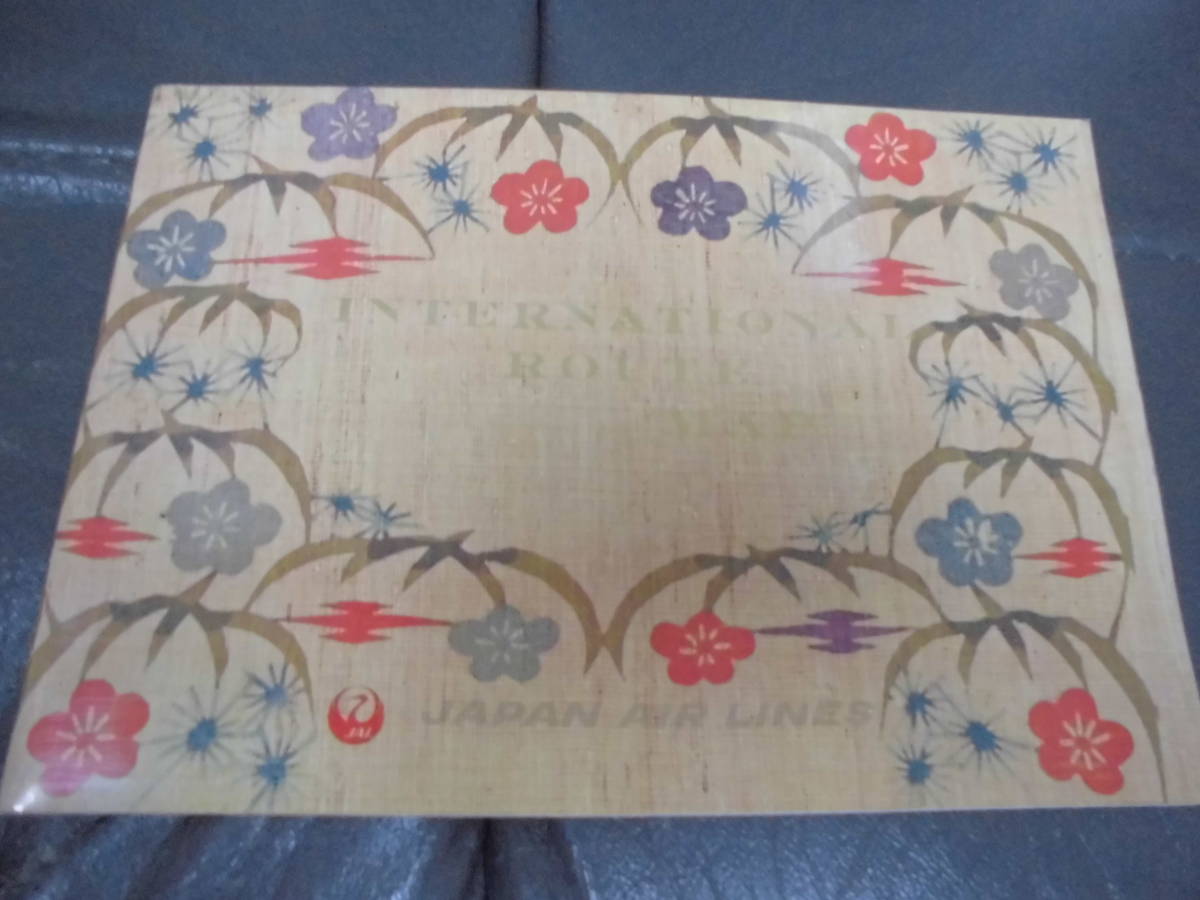 INTERNATIONAL
ROUTE
MAP
JAL
JAPAN AIR LINES